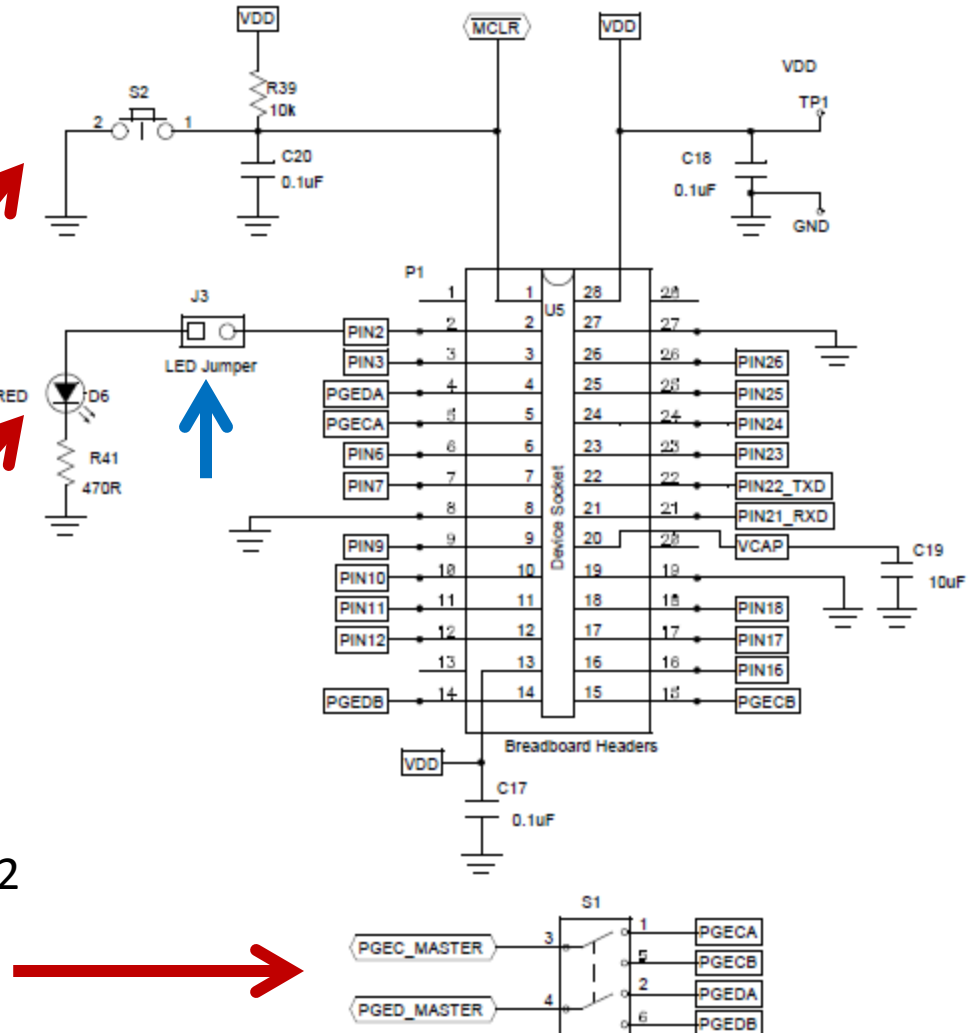 VDD
MCLR
VDD
VDD
S2
R39
10k
TP1
2
1
C20
0.1uF
C18
0.1uF
GND
P1
J3
U5
LED Jumper
RED
D6
R41
470R
1 1 28 28
PIN2 2 2 27 27
PIN3 3 3 26 26 PIN26
PGEDA 4 4 25 25 PIN25
PGECA 5 5 24 24 PIN24
PIN6 6 6 23 23 PIN23
PIN7 7 7 22 22 PIN22_TXD
8 8 21 21 PIN21_RXD
PIN9 9 9 20 20 VCAP
PIN10 10 10 19 19
PIN11 11 11 18 18 PIN18
PIN12 12 12 17 17 PIN17
13 13 16 16 PIN16
PGEDB 14 14 15 15 PGECB
Device Socket
C19
10uF
Breadboard Headers
VDD
C17
0.1uF
2
S1
PGEC_MASTER 3 1 PGECA
5 PGECB
PGED_MASTER 4 2 PGEDA
6 PGEDB